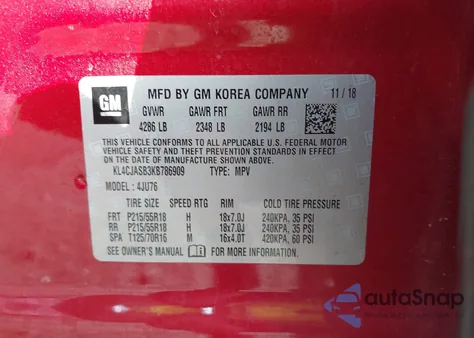 GM
MFD BY GM KOREA COMPANY 11 / 18
GVWR GAWR FRT GAWR RR
4286 LB 2348 LB 2194 LB
THIS VEHICLE CONFORMS TO ALL APPLICABLE U.S. FEDERAL MOTOR
VEHICLE SAFETY AND THEFT PREVENTION STANDARDS IN EFFECT ON
THE DATE OF MANUFACTURE SHOWN ABOVE.
KL4CJASB3KB786909 TYPE: MPV
MODEL: 4JU76
TIRE SIZE SPEED RTG RIM COLD TIRE PRESSURE
FRT P215/55R18 H 18x7.0J 240KPA, 35 PSI
RR P215/55R18 H 18x7.0J 240KPA, 35 PSI
SPA T125/70R16 M 16x4.0T 420KPA, 60 PSI
SEE OWNER'S MANUAL FOR MORE INFORMATION.
autoSnap